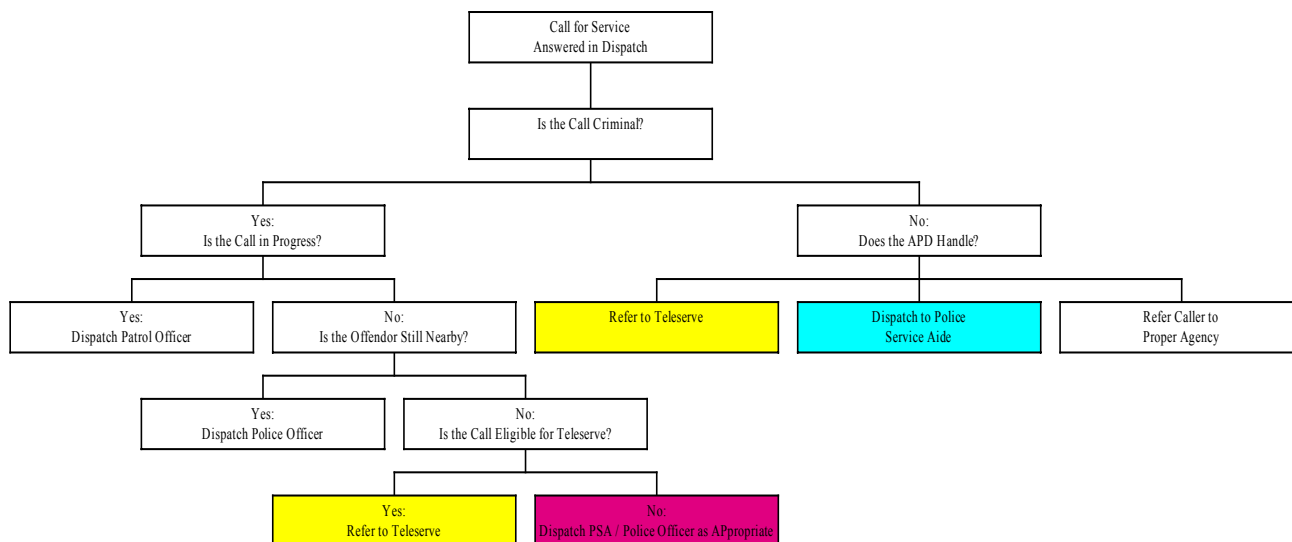 Call for Service
Answered in Dispatch
Is the Call Criminal?
Yes:
Is the Call in Progress?
No:
Does the APD Handle?
Yes:
Dispatch Patrol Officer
No:
Is the Offendor Still Nearby?
Refer to Teleserve
Dispatch to Police
Service Aide
Refer Caller to
Proper Agency
Yes:
Dispatch Police Officer
No:
Is the Call Eligible for Teleserve?
Yes:
Refer to Teleserve
No:
Dispatch PSA / Police Officer as APpropriate